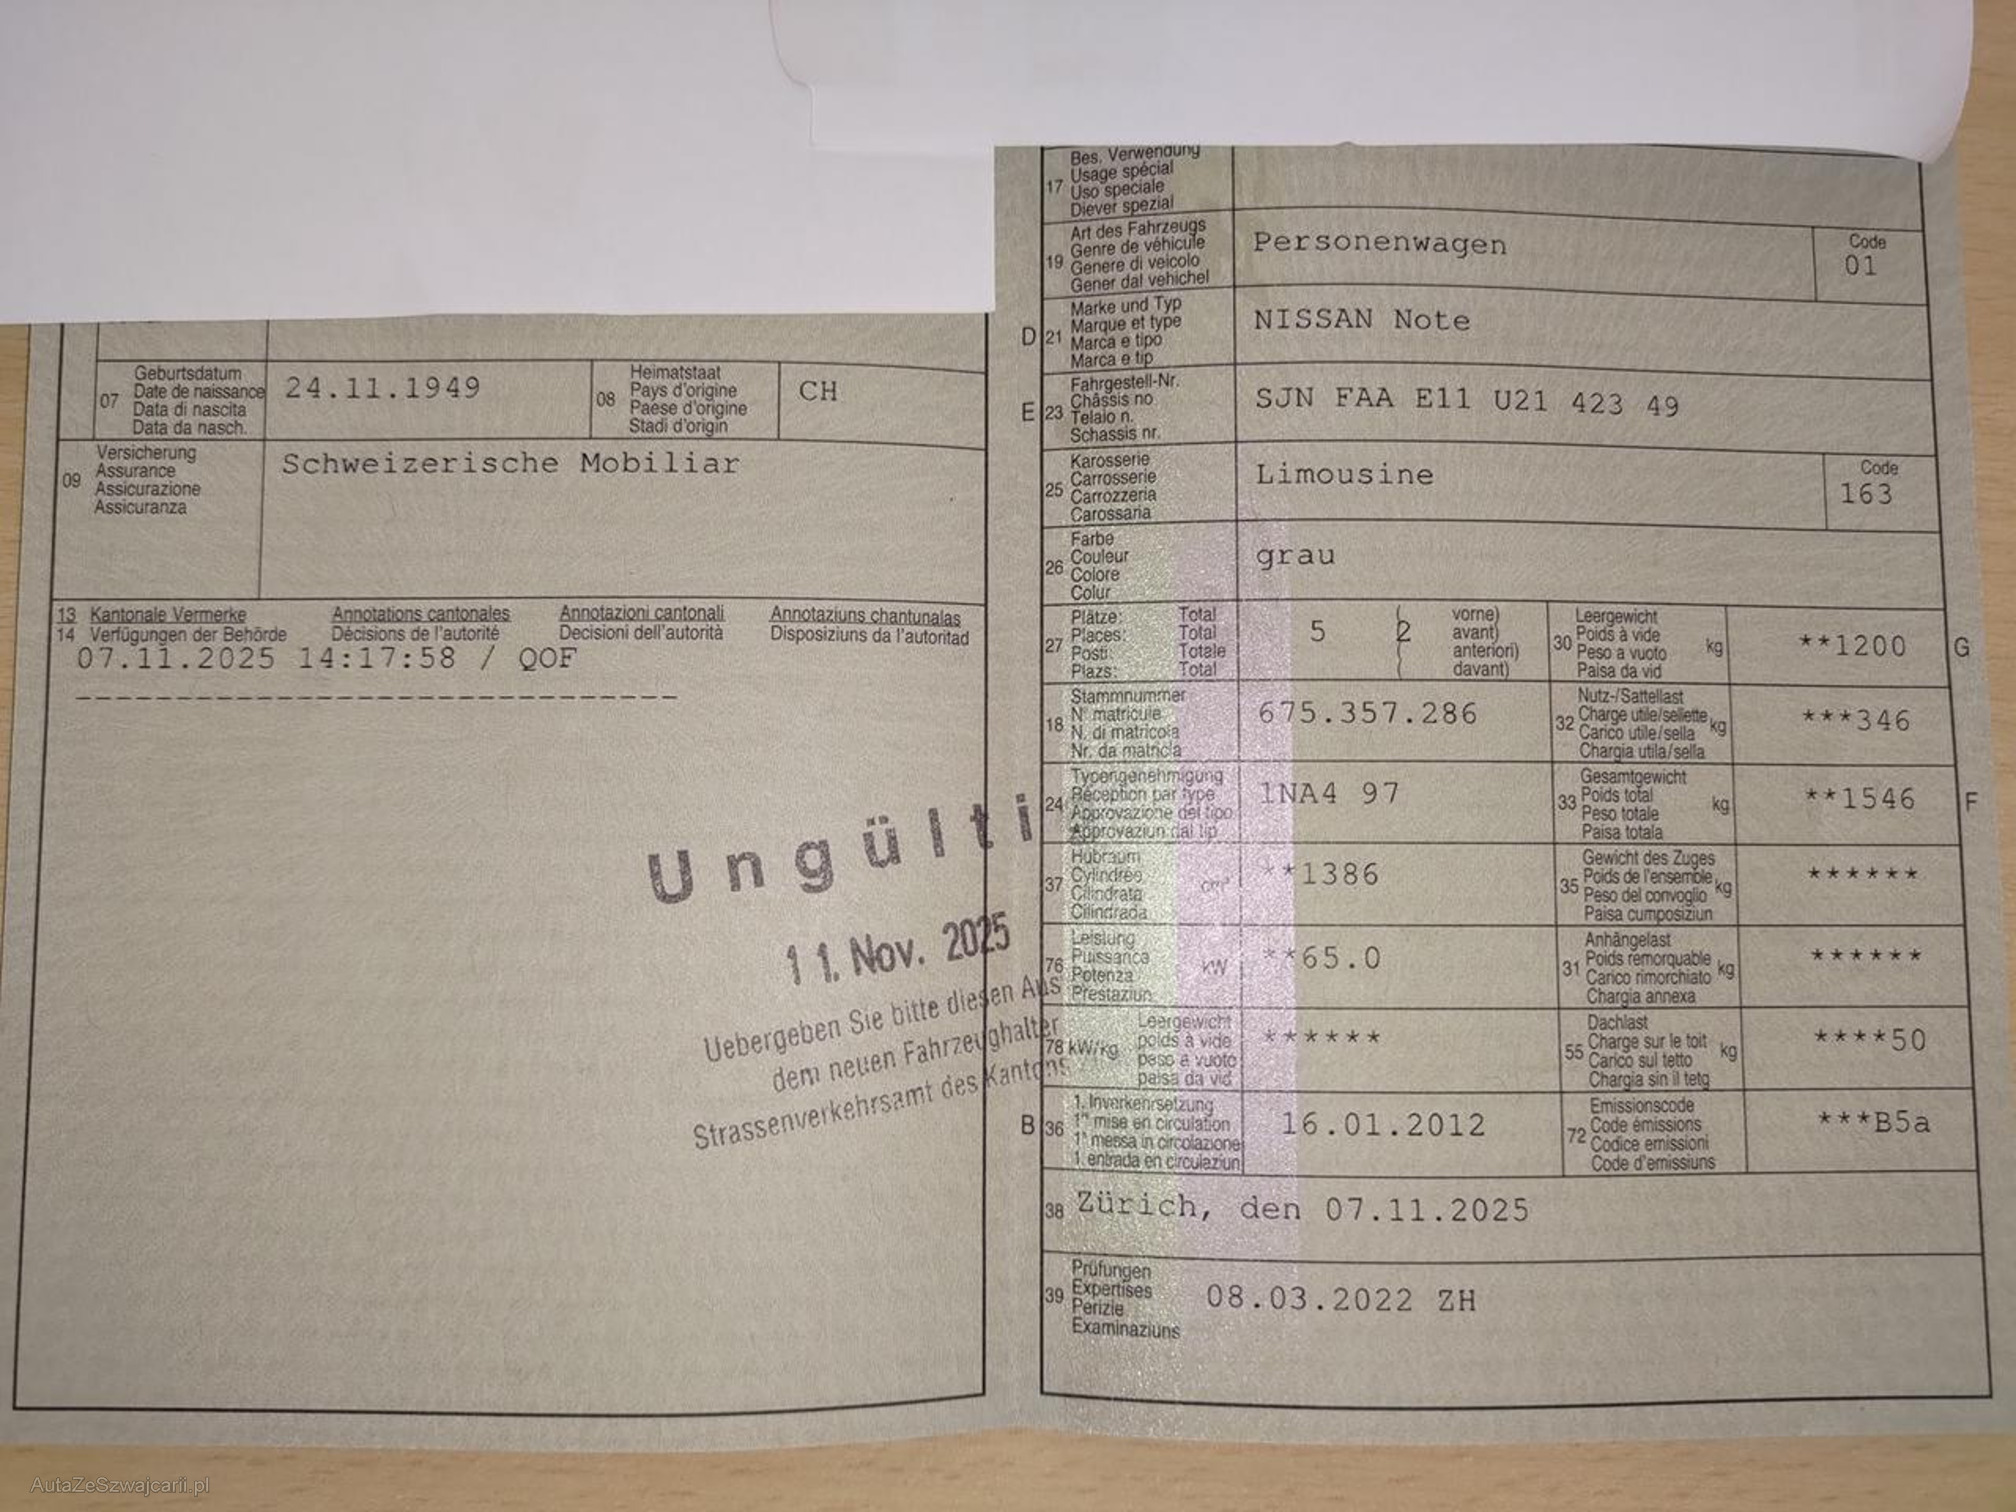 07
Geburtsdatum
Date de naissance
Data di nascita
Data da nasch.
24.11.1949
08
Heimatstaat
Pays d'origine
Paese d'origine
Stadi d'origin
CH
09
Versicherung
Assurance
Assicurazione
Assicuranza
Schweizerische Mobiliar
13 Kantonale Vermerke Annotations cantonales Annotazioni cantonali Annotaziuns chantunalas
14 Verfügungen der Behörde Décisions de l'autorité Decisioni dell'autorità Disposiziuns da l'autoritad
07.11.2025 14:17:58 / QOF
Ungülti
11. Nov. 2025
Uebergeben Sie bitte diesen Aus
dem neuen Fahrzeughalter
Strassenverkehrsamt des Kantons
17
Bes. Verwendung
Usage spécial
Uso speciale
Diever spezial
19
Art des Fahrzeugs
Genre de véhicule
Genere di veicolo
Gener dal vehichel
Personenwagen
Code
01
D 21
Marke und Typ
Marque et type
Marca e tipo
Marca e tip
NISSAN Note
E 23
Fahrgestell-Nr.
Châssis no
Telaio n.
Schassis nr.
SJN FAA E11 U21 423 49
25
Karosserie
Carrosserie
Carrozzeria
Carossaria
Limousine
Code
163
26
Farbe
Couleur
Colore
Colur
grau
27
Plätze: Total
Places: Total
Posti: Totale
Plazs: Total
5 ( 2
vorne)
avant)
anteriori)
davant)
30
Leergewicht
Poids à vide
Peso a vuoto
Paisa da vid
kg
**1200
G
18
Stammnummer
N° matricule
N. di matricola
Nr. da matricla
675.357.286
32
Nutz-/Sattellast
Charge utile/sellette
Carico utile/sella
Chargia utila/sella
kg
***346
24
Typengenehmigung
Réception par type
Approvazione del tipo
Approvaziun dal tip
1NA4 97
33
Gesamtgewicht
Poids total
Peso totale
Paisa totala
kg
**1546
F
37
Hubraum
Cylindrée
Cilindrata
Cilindrada
cm³
**1386
35
Gewicht des Zuges
Poids de l'ensemble
Peso del convoglio
Paisa cumposiziun
kg
******
76
Leistung
Puissance
Potenza
Prestaziun
kW
**65.0
31
Anhängelast
Poids remorquable
Carico rimorchiato
Chargia annexa
kg
******
78 kW/kg
Leergewicht
poids à vide
peso a vuoto
paisa da vid
******
55
Dachlast
Charge sur le toit
Carico sul tetto
Chargia sin il tetg
kg
****50
B 36
1. Inverkehrsetzung
1re mise en circulation
1a messa in circolazione
1. entrada en circulaziun
16.01.2012
72
Emissionscode
Code émissions
Codice emissioni
Code d'emissiuns
***B5a
38 Zürich, den 07.11.2025
39
Prüfungen
Expertises
Perizie
Examinaziuns
08.03.2022 ZH
AutaZeSzwajcarii.pl